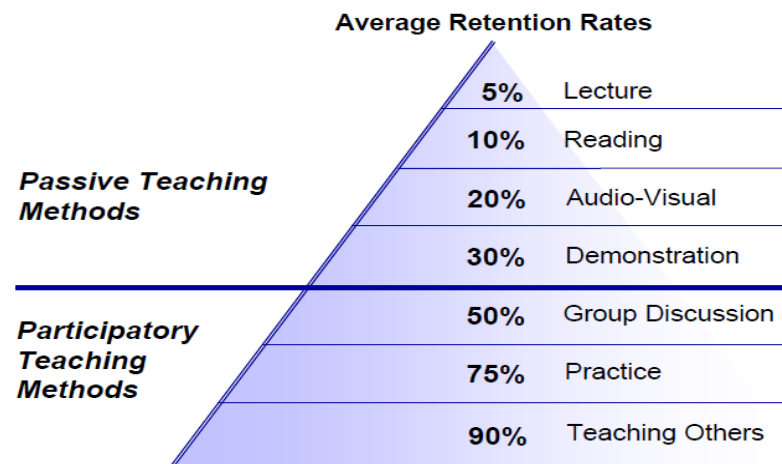 Average Retention Rates
5% Lecture
10% Reading
Passive Teaching
Methods
20% Audio-Visual
30% Demonstration
Participatory
Teaching
Methods
50% Group Discussion
75% Practice
90% Teaching Others